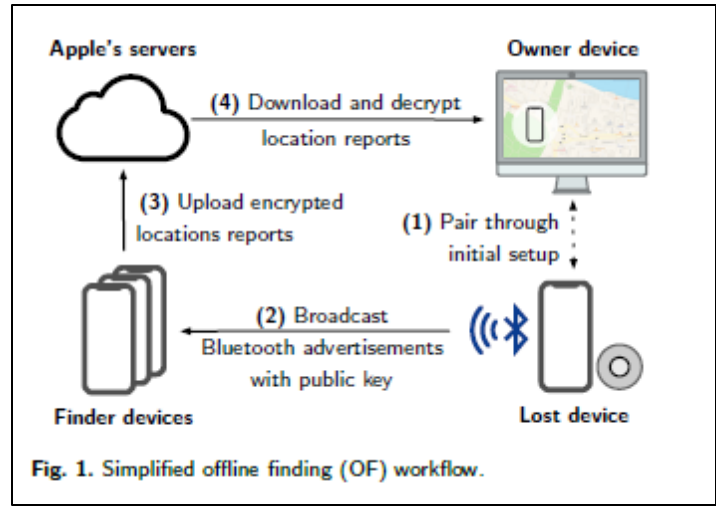 Apple's servers
Owner device
(4) Download and decrypt
location reports
(3) Upload encrypted
locations reports
(1) Pair through
initial setup
(2) Broadcast
Bluetooth advertisements
with public key
Finder devices
Lost device
Fig. 1. Simplified offline finding (OF) workflow.